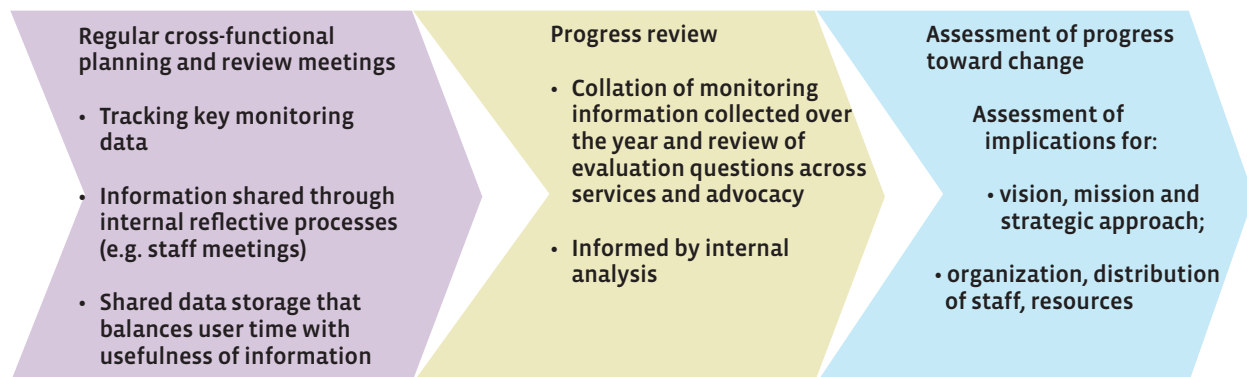 Regular cross-functional
planning and review meetings
• Tracking key monitoring
data
• Information shared through
internal reflective processes
(e.g. staff meetings)
• Shared data storage that
balances user time with
usefulness of information
Progress review
• Collation of monitoring
information collected over
the year and review of
evaluation questions across
services and advocacy
• Informed by internal
analysis
Assessment of progress
toward change
Assessment of
implications for:
• vision, mission and
strategic approach;
• organization, distribution
of staff, resources